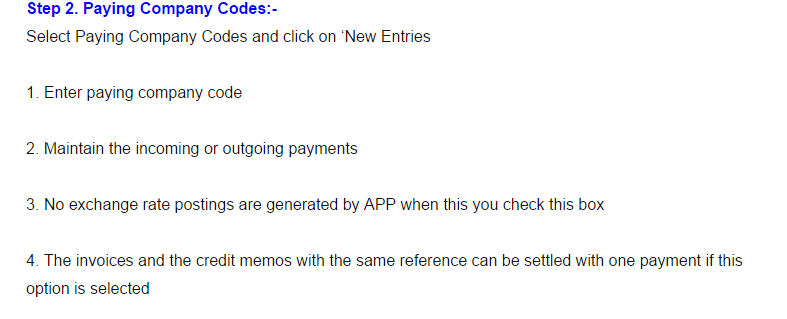 Step 2. Paying Company Codes:-
Select Paying Company Codes and click on ‘New Entries
1. Enter paying company code
2. Maintain the incoming or outgoing payments
3. No exchange rate postings are generated by APP when this you check this box
4. The invoices and the credit memos with the same reference can be settled with one payment if this
option is selected